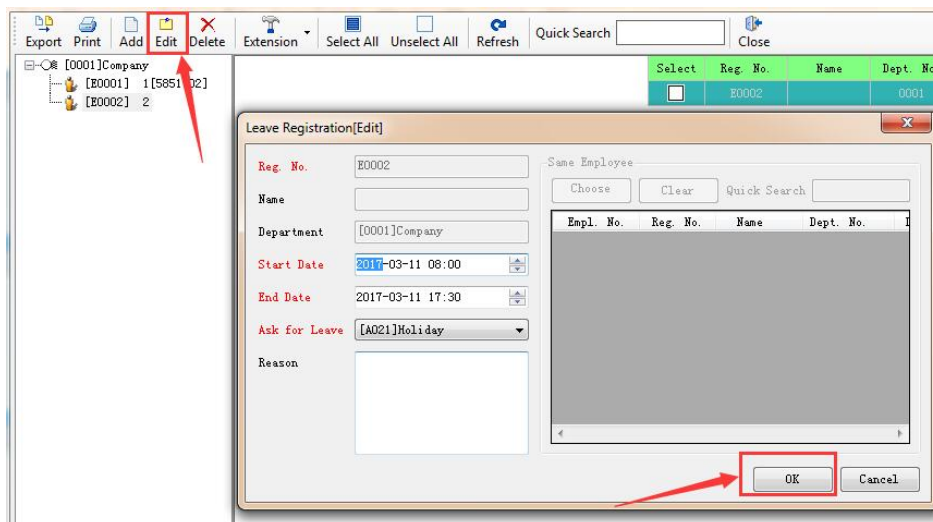 Export Print Add Edit Delete Extension Select All Unselect All Refresh Quick Search Close
[0001]Company
[E0001] 1[5851 02]
[E0002] 2
Select Reg. No. Name Dept. No
E0002 0001
Leave Registration[Edit]
Reg. No. E0002
Name
Department [0001]Company
Start Date 2017-03-11 08:00
End Date 2017-03-11 17:30
Ask for Leave [A021]Holiday
Reason
Same Employee
Choose Clear Quick Search
Empl. No. Reg. No. Name Dept. No.
OK Cancel